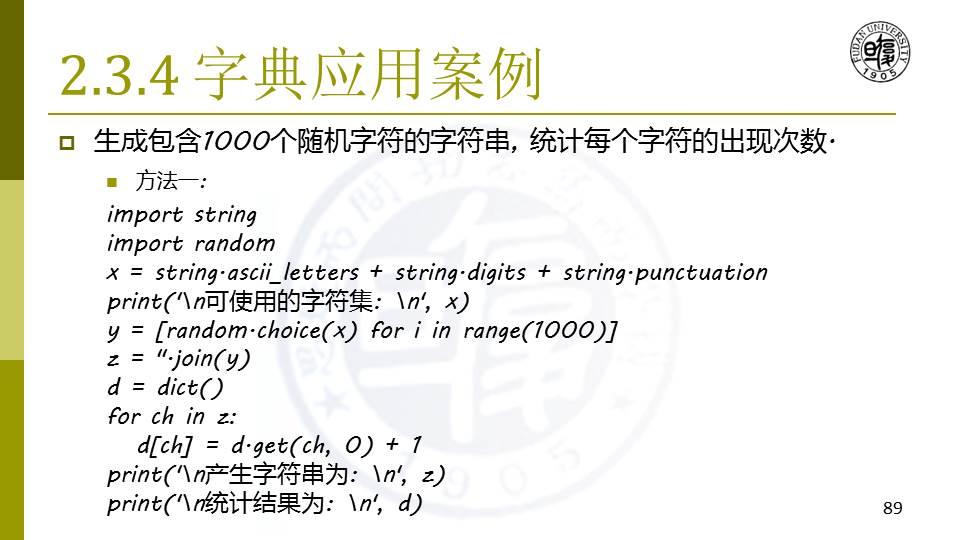 2.3.4 字典应用案例
FUDAN UNIVERSITY
1905
生成包含1000个随机字符的字符串，统计每个字符的出现次数.
方法一：
import string
import random
x = string.ascii_letters + string.digits + string.punctuation
print('\n可使用的字符集：\n', x)
y = [random.choice(x) for i in range(1000)]
z = ''.join(y)
d = dict()
for ch in z:
d[ch] = d.get(ch, 0) + 1
print('\n产生字符串为：\n', z)
print('\n统计结果为：\n', d)
89